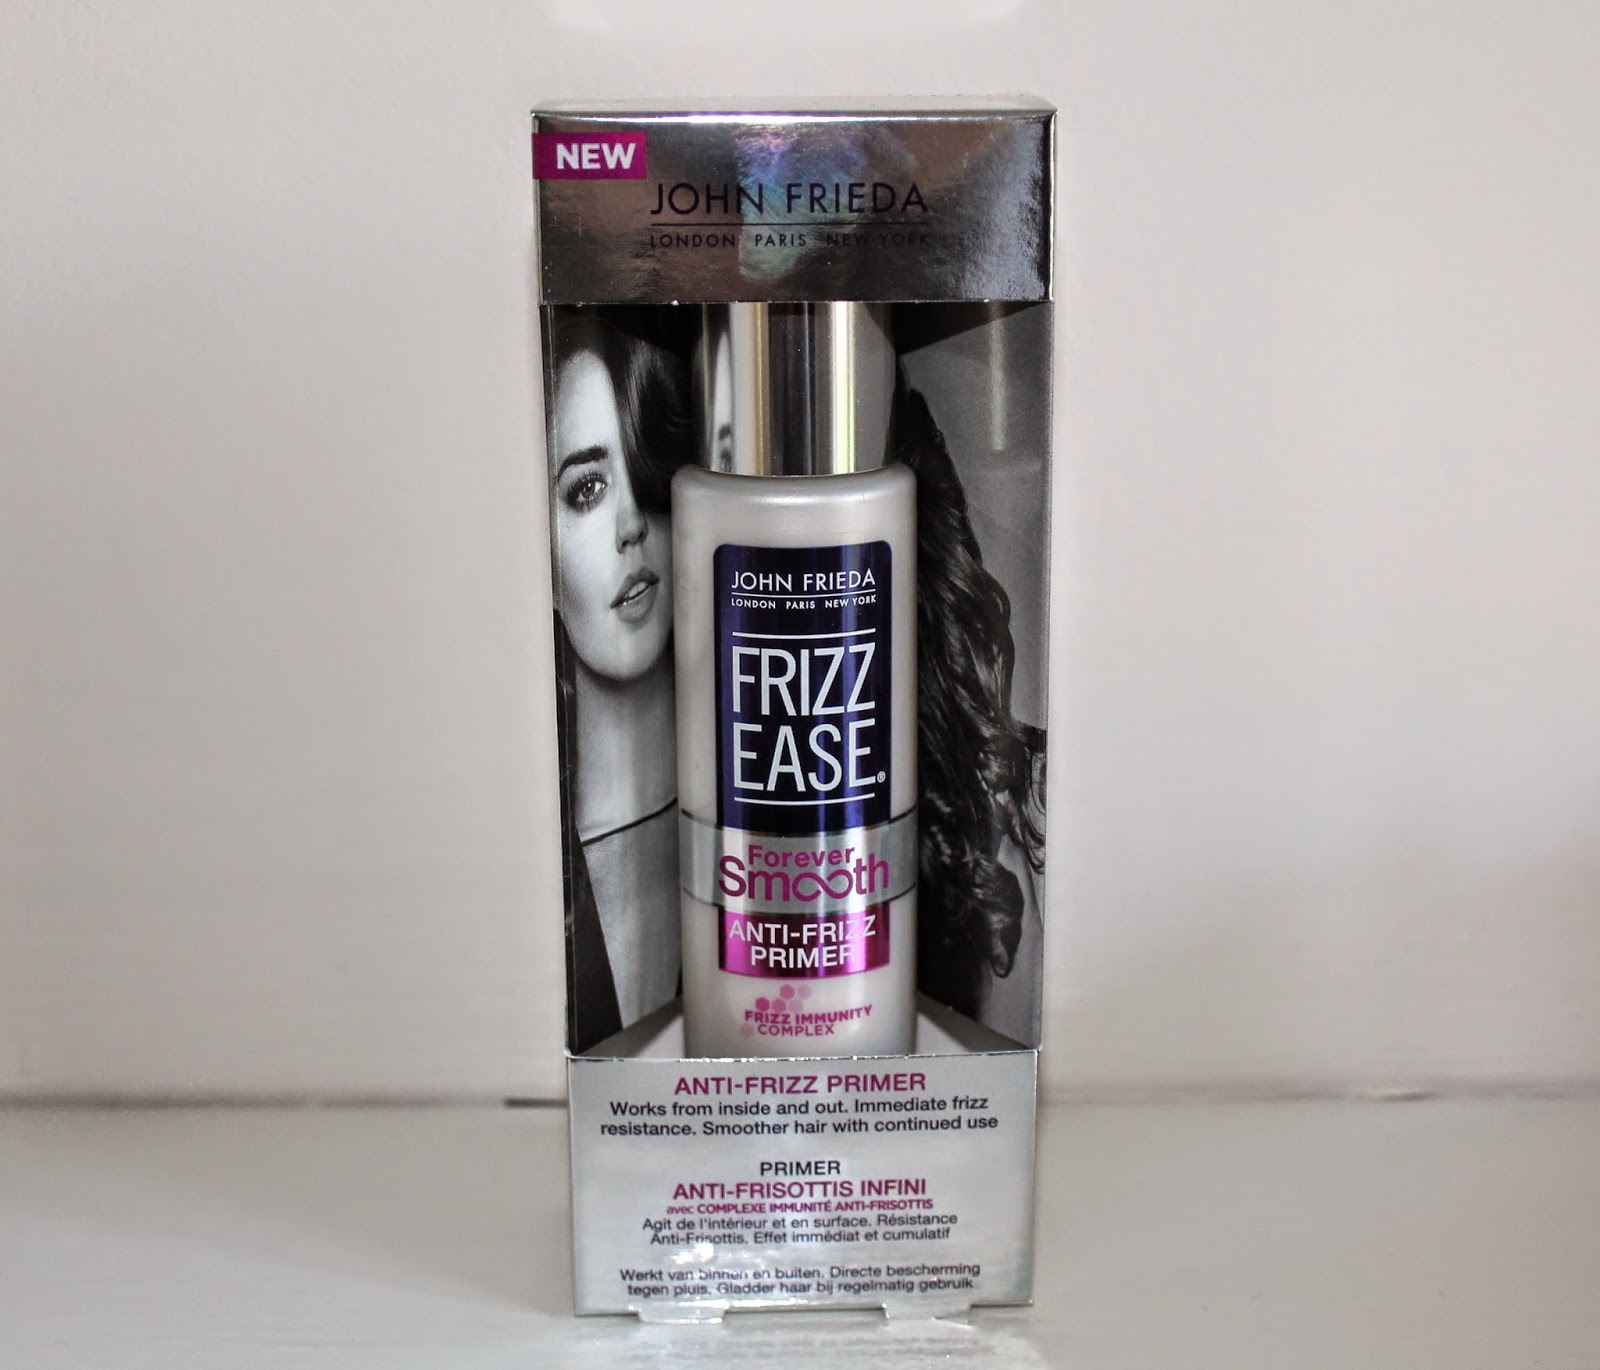 NEW
JOHN FRIEDA
LONDON PARIS NEW YORK
JOHN FRIEDA
LONDON PARIS NEW YORK
FRIZZ
EASE®
Forever
Smooth
ANTI-FRIZZ
PRIMER
FRIZZ IMMUNITY
COMPLEX
ANTI-FRIZZ PRIMER
Works from inside and out. Immediate frizz
resistance. Smoother hair with continued use
PRIMER
ANTI-FRISOTTIS INFINI
avec COMPLEXE IMMUNITÉ ANTI-FRISOTTIS
Agit de l'intérieur et en surface. Résistance
Anti-Frisottis. Effet immédiat et cumulatif
Werkt van binnen en buiten. Directe bescherming
tegen pluis. Gladder haar bij regelmatig gebruik